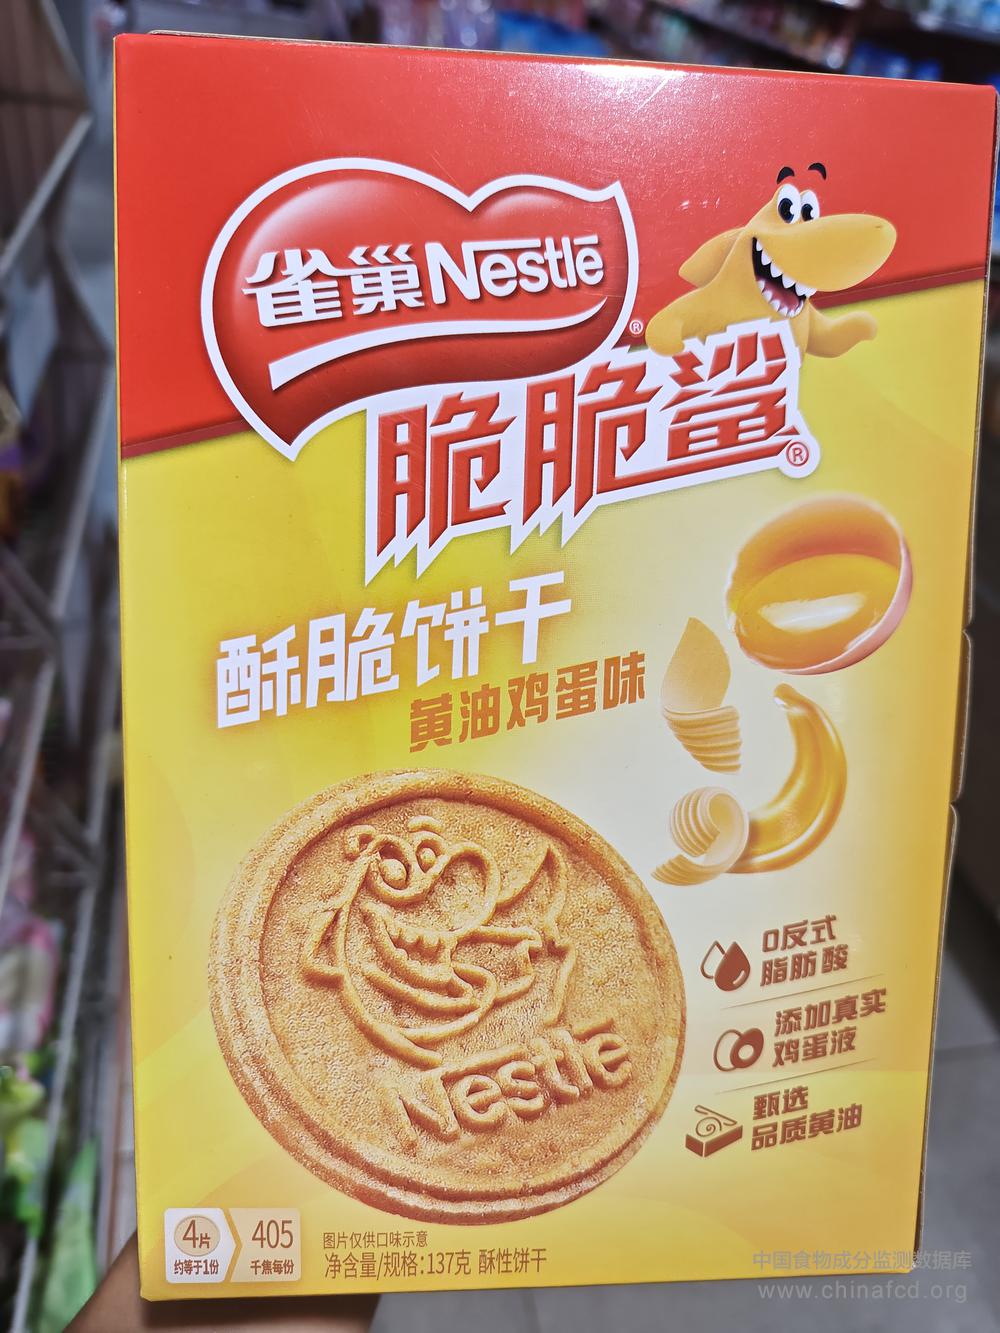 雀巢Nestlé
®
脆脆鲨
®
酥脆饼干
黄油鸡蛋味
Nestlé
0反式
脂肪酸
添加真实
鸡蛋液
甄选
品质黄油
4片
约等于1份
405
千焦每份
图片仅供口味示意
净含量/规格:137克 酥性饼干
中国食物成分监测数据库
www.chinafcd.org